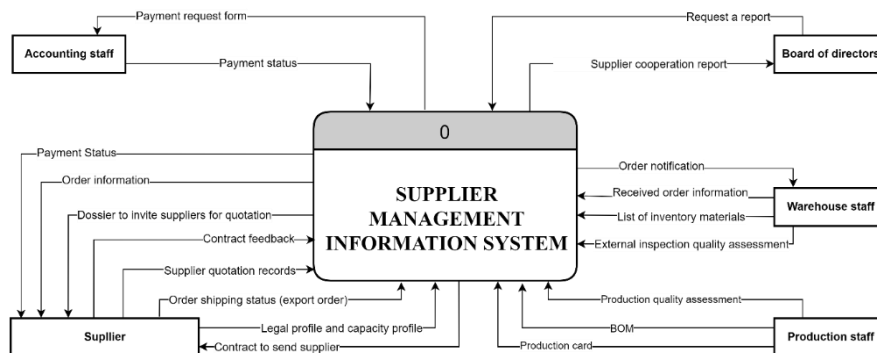 Payment request form
Request a report
Accounting staff
Board of directors
Payment status
Supplier cooperation report
0
Payment Status
Order notification
Order information
SUPPLIER
MANAGEMENT
INFORMATION SYSTEM
Received order information
Warehouse staff
Dossier to invite suppliers for quotation
List of inventory materials
Contract feedback
External inspection quality assessment
Supplier quotation records
Order shipping status (export order)
Production quality assessment
Supllier
Legal profile and capacity profile
BOM
Production staff
Contract to send supplier
Production card